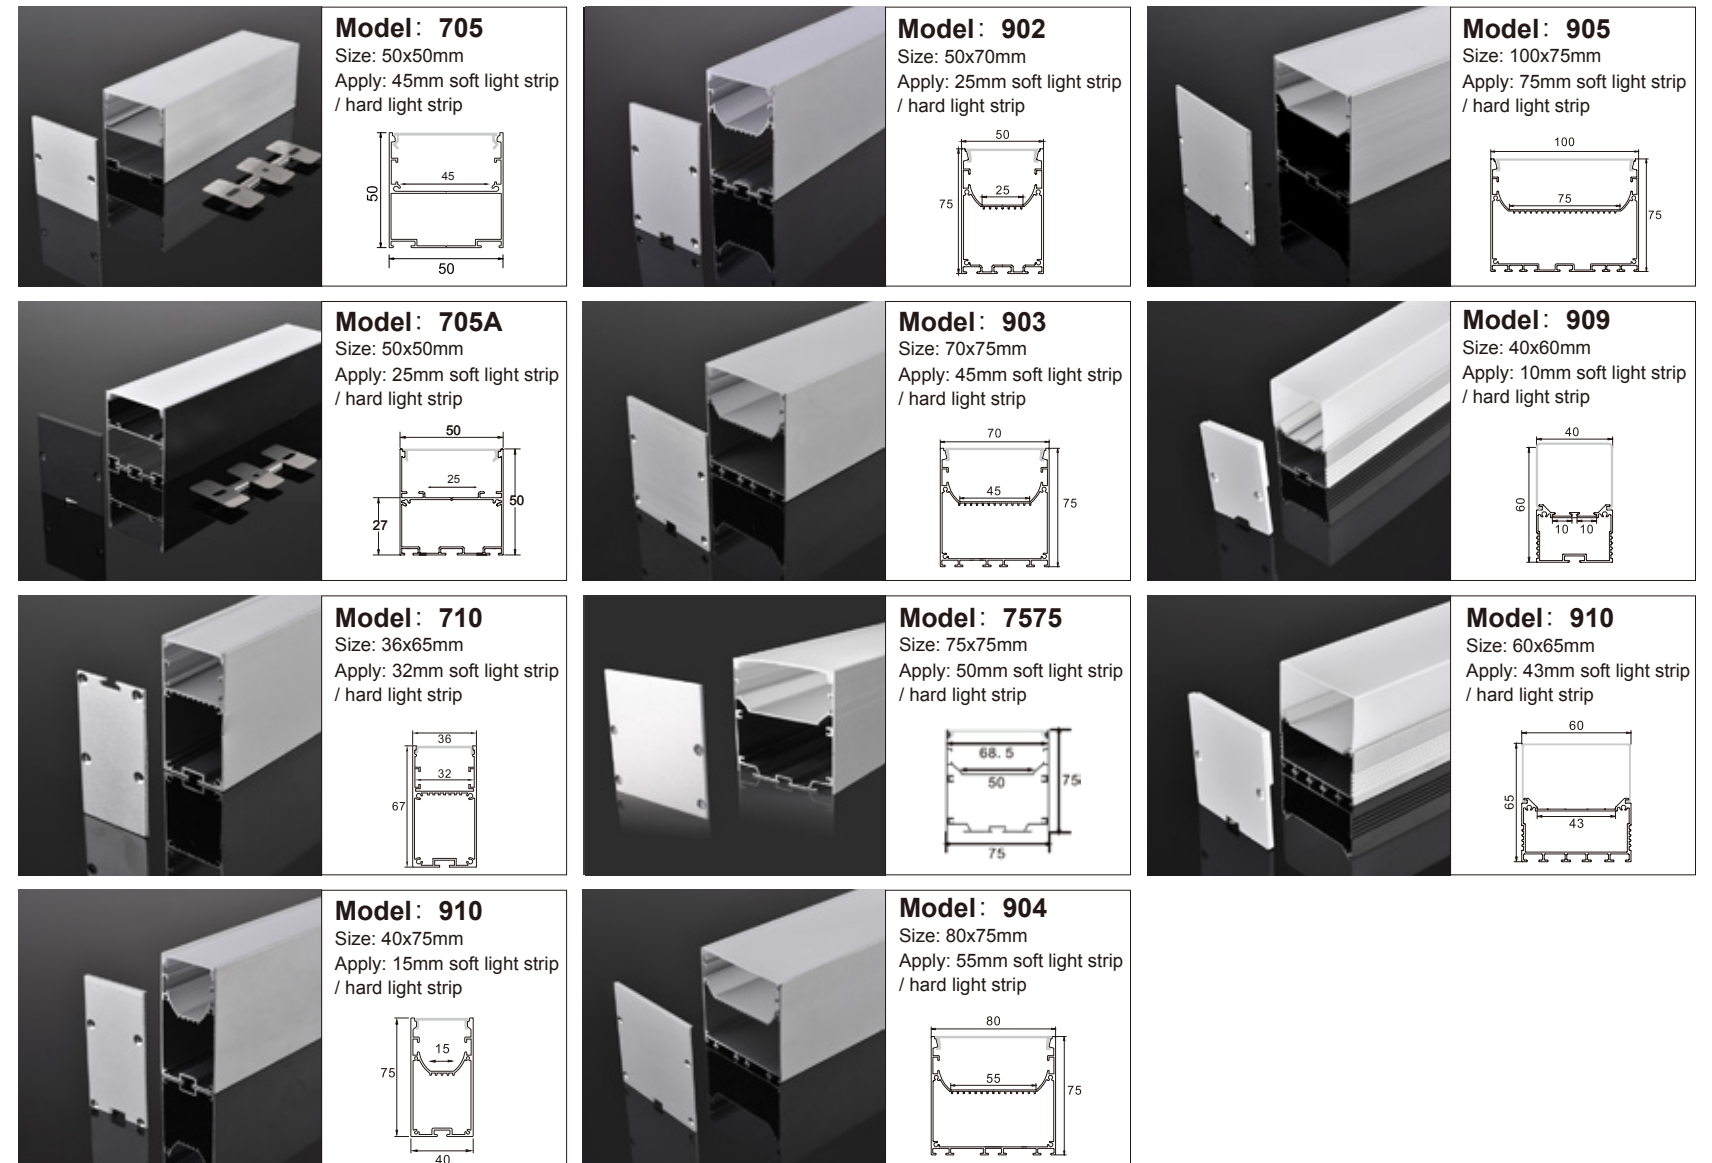 Model: 705
Size: 50x50mm
Apply: 45mm soft light strip
/ hard light strip
45
50
50
Model: 902
Size: 50x70mm
Apply: 25mm soft light strip
/ hard light strip
50
25
75
Model: 905
Size: 100x75mm
Apply: 75mm soft light strip
/ hard light strip
100
75
75
Model: 705A
Size: 50x50mm
Apply: 25mm soft light strip
/ hard light strip
50
25
50
27
Model: 903
Size: 70x75mm
Apply: 45mm soft light strip
/ hard light strip
70
45
75
Model: 909
Size: 40x60mm
Apply: 10mm soft light strip
/ hard light strip
40
60
10 10
Model: 710
Size: 36x65mm
Apply: 32mm soft light strip
/ hard light strip
36
32
67
Model: 7575
Size: 75x75mm
Apply: 50mm soft light strip
/ hard light strip
68.5
50
75
75
Model: 910
Size: 60x65mm
Apply: 43mm soft light strip
/ hard light strip
60
65
43
Model: 910
Size: 40x75mm
Apply: 15mm soft light strip
/ hard light strip
15
75
40
Model: 904
Size: 80x75mm
Apply: 55mm soft light strip
/ hard light strip
80
55
75